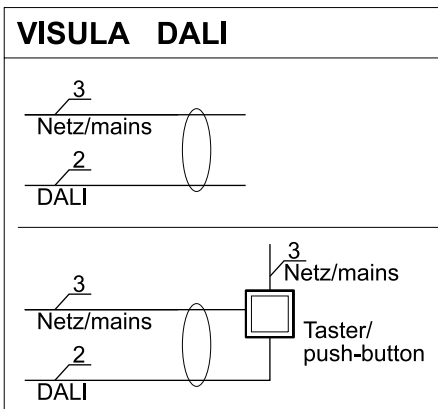 VISULA DALI
3
Netz/mains
2
DALI
3
Netz/mains
3
Netz/mains
Taster/
push-button
2
DALI